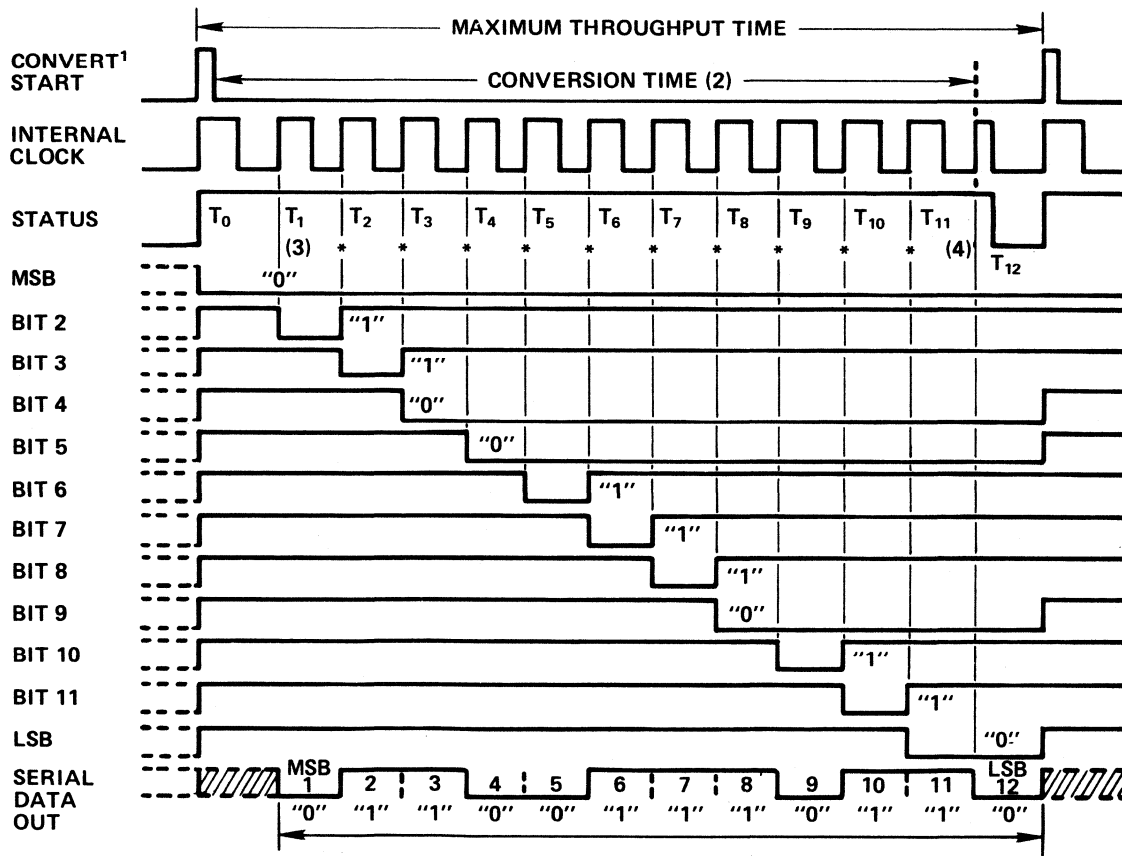 MAXIMUM THROUGHPUT TIME
CONVERT¹
START
CONVERSION TIME (2)
INTERNAL
CLOCK
STATUS
T₀ T₁ T₂ T₃ T₄ T₅ T₆ T₇ T₈ T₉ T₁₀ T₁₁
(3) * * * * * * * * * * (4)
T₁₂
MSB "0"
BIT 2 "1"
BIT 3 "1"
BIT 4 "0"
BIT 5 "0"
BIT 6 "1"
BIT 7 "1"
BIT 8 "1"
BIT 9 "0"
BIT 10 "1"
BIT 11 "1"
LSB "0"
SERIAL
DATA
OUT
MSB LSB
1 2 3 4 5 6 7 8 9 10 11 12
"0" "1" "1" "0" "0" "1" "1" "1" "0" "1" "1" "0"